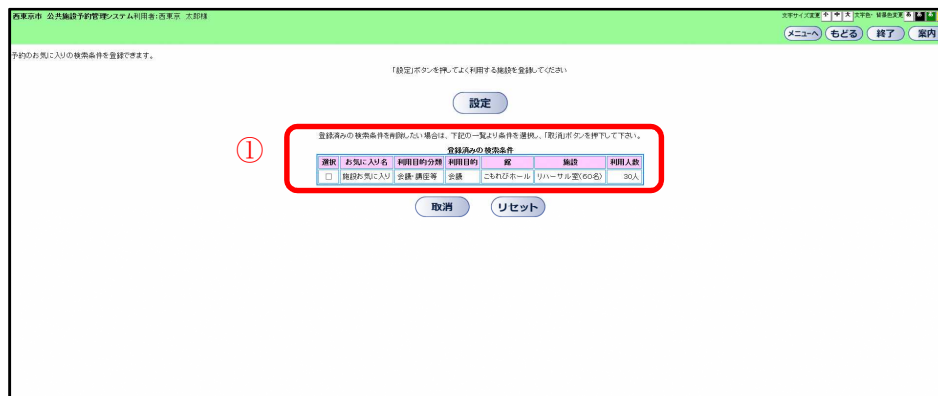 西東京市 公共施設予約管理システム利用者:西東京 太郎様
文字サイズ変更 小 中 大 文字色・背景色変更 あ あ あ
メニューへ もどる 終了 案内
予約のお気に入りの検索条件を登録できます。
「設定」ボタンを押してよく利用する施設を登録してください
設定
①
登録済みの検索条件を削除したい場合は、下記の一覧より条件を選択し、「取消」ボタンを押下して下さい。
登録済みの検索条件
選択 お気に入り名 利用目的分類 利用目的 館 施設 利用人数
施設お気に入り 会議・講座等 会議 こもれびホール リハーサル室(60名) 30人
取消 リセット